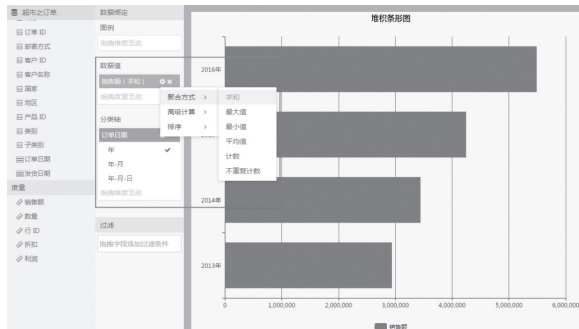 超市之订单
订单 ID
邮寄方式
客户 ID
客户名称
国家
地区
产品 ID
类别
子类别
订单日期
发货日期
度量
销售额
数量
行 ID
折扣
利润
数据绑定
图例
拖拽维度至此
数据值
销售额（求和）
拖拽度量至此
分类轴
订单日期
年
年-月
年-月-日
拖拽维度至此
过滤
拖拽字段添加过滤条件
聚合方式
高级计算
排序
求和
最大值
最小值
平均值
计数
不重复计数
堆积条形图
2016年
2014年
2013年
0
1,000,000
2,000,000
3,000,000
4,000,000
5,000,000
6,000,000
销售额